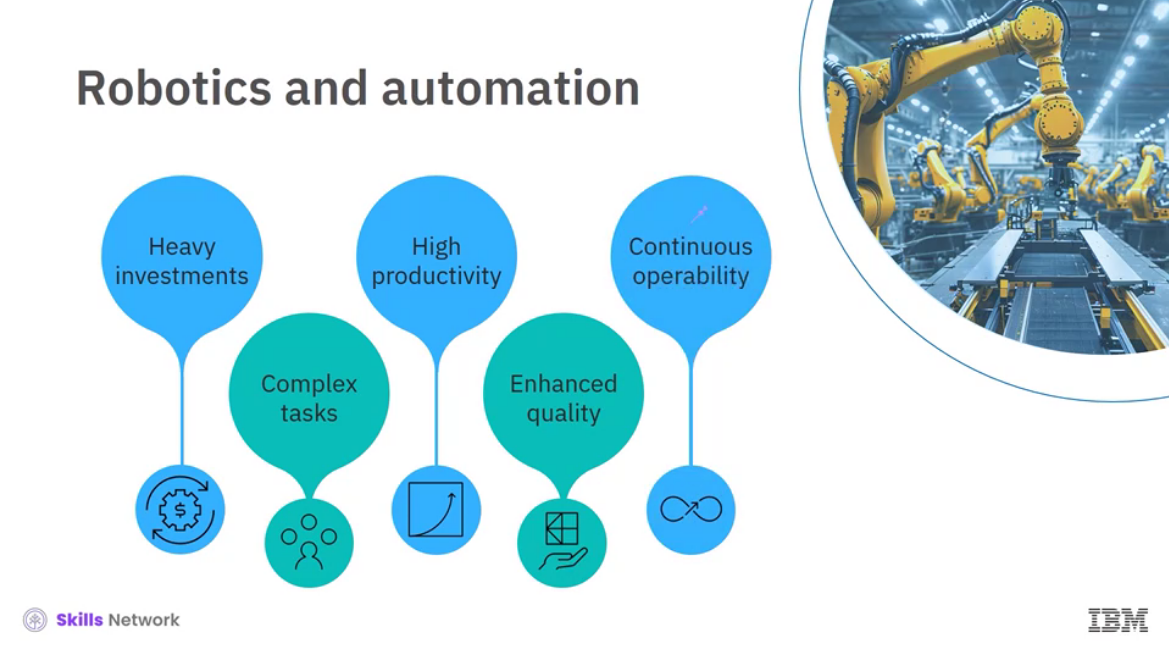 Robotics and automation
Heavy
investments
High
productivity
Continuous
operability
Complex
tasks
Enhanced
quality
$
Skills Network
IBM